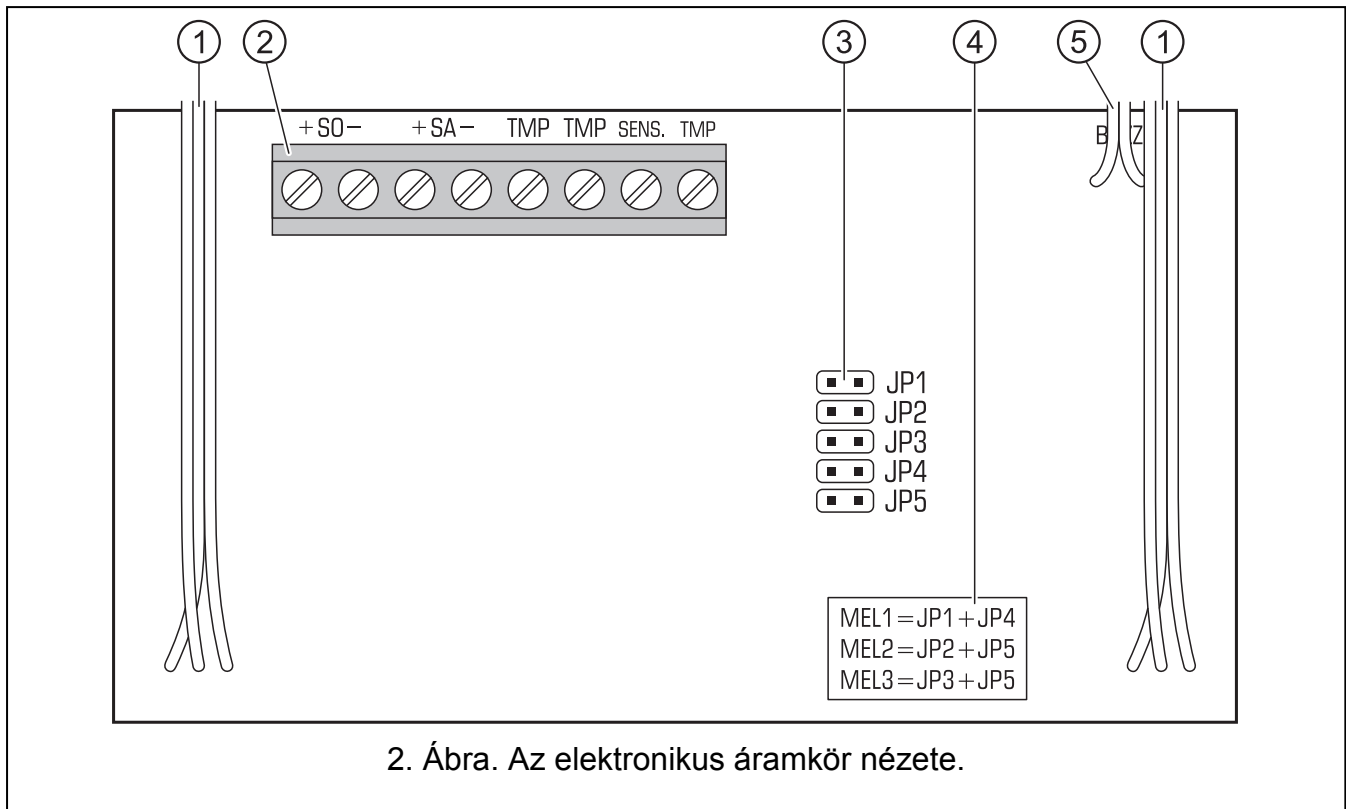 1 2 3 4 5 1
+SO− +SA− TMP TMP SENS. TMP
JP1
JP2
JP3
JP4
JP5
MEL1=JP1+JP4
MEL2=JP2+JP5
MEL3=JP3+JP5
2. Ábra. Az elektronikus áramkör nézete.